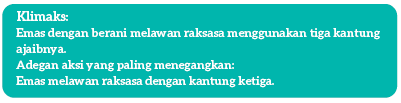 Klimaks:
Emas dengan berani melawan raksasa menggunakan tiga kantung
ajaibnya.
Adegan aksi yang paling menegangkan:
Emas melawan raksasa dengan kantung ketiga.